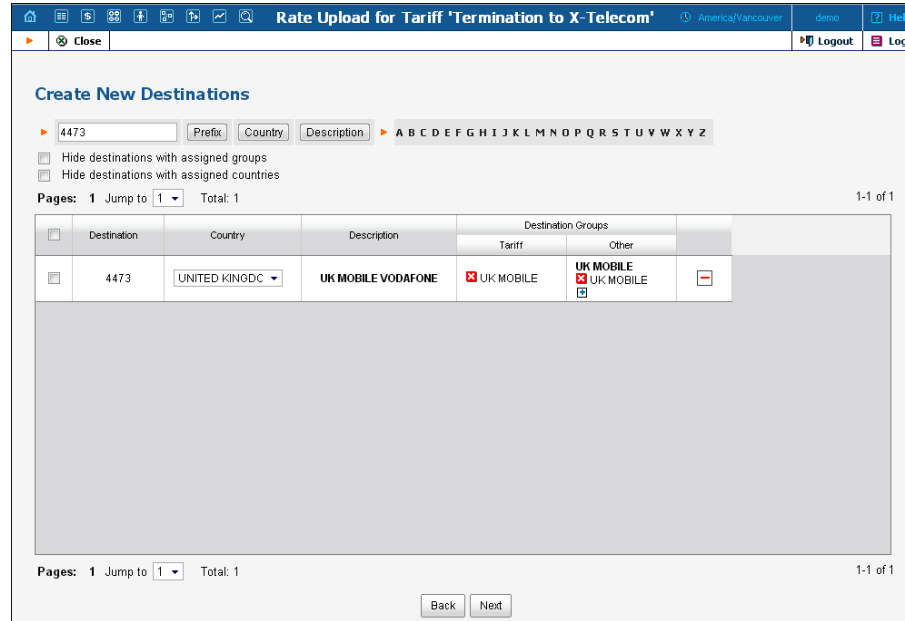 Rate Upload for Tariff 'Termination to X-Telecom' America/Vancouver demo Hel
Close Logout Log
Create New Destinations
4473 Prefix Country Description A B C D E F G H I J K L M N O P Q R S T U V W X Y Z
Hide destinations with assigned groups
Hide destinations with assigned countries
Pages: 1 Jump to 1 Total: 1 1-1 of 1
Destination Groups
Destination Country Description
Tariff Other
UK MOBILE
4473 UNITED KINGDC UK MOBILE VODAFONE UK MOBILE UK MOBILE
Pages: 1 Jump to 1 Total: 1 1-1 of 1
Back Next